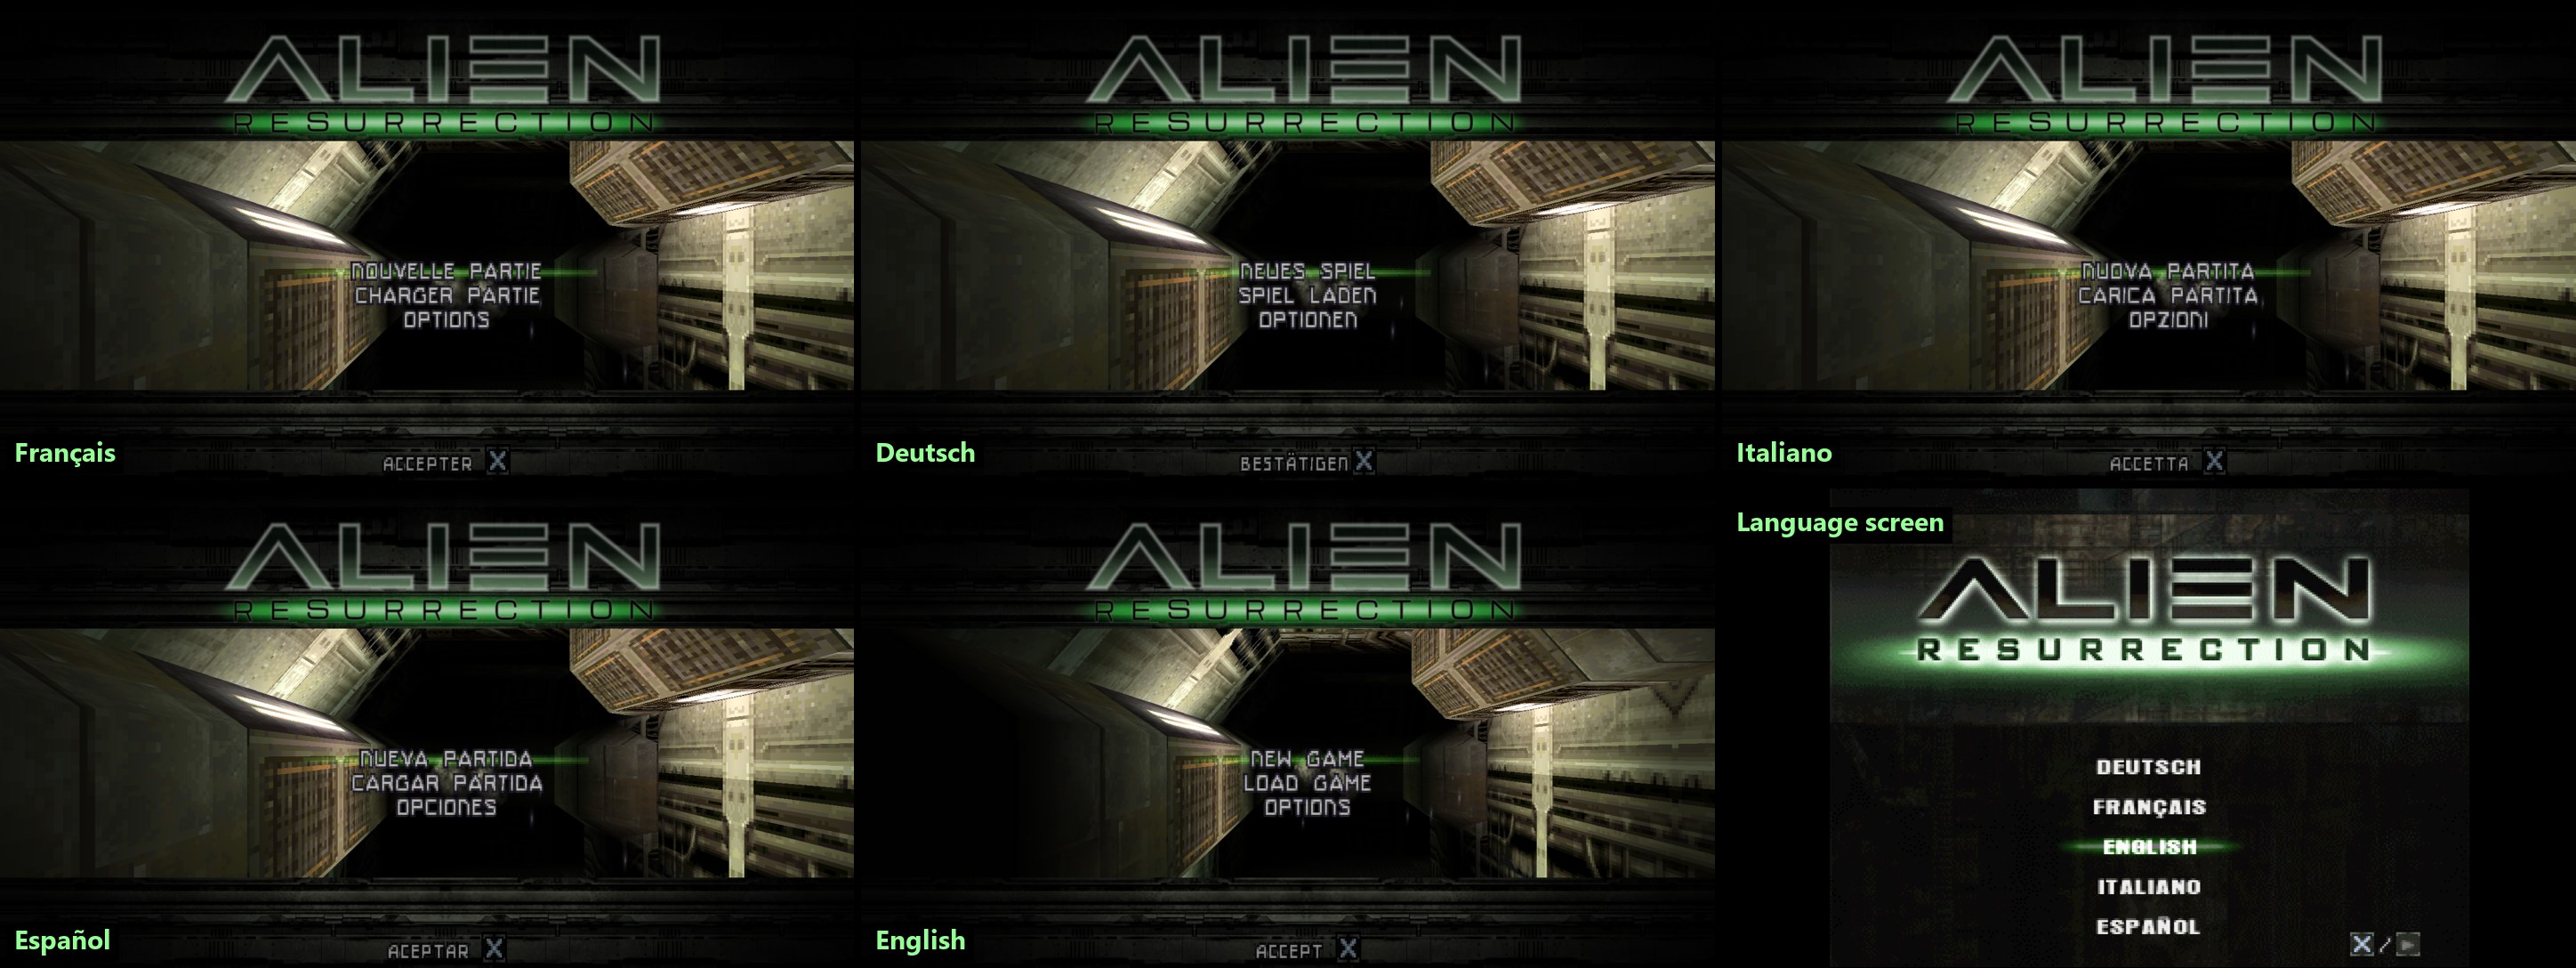 ALIEN
RESURRECTION
NOUVELLE PARTIE
CHARGER PARTIE
OPTIONS
Français
ACCEPTER X
ALIEN
RESURRECTION
NEUES SPIEL
SPIEL LADEN
OPTIONEN
Deutsch
BESTÄTIGEN X
ALIEN
RESURRECTION
NUOVA PARTITA
CARICA PARTITA
OPZIONI
Italiano
ACCETTA X
ALIEN
RESURRECTION
NUEVA PARTIDA
CARGAR PARTIDA
OPCIONES
Español
ACEPTAR X
ALIEN
RESURRECTION
NEW GAME
LOAD GAME
OPTIONS
English
ACCEPT X
Language screen
ALIEN
RESURRECTION
DEUTSCH
FRANÇAIS
ENGLISH
ITALIANO
ESPAÑOL
X /